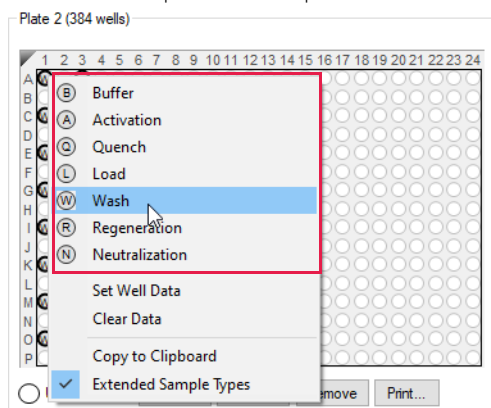 Plate 2 (384 wells)
1 2 3 4 5 6 7 8 9 10 11 12 13 14 15 16 17 18 19 20 21 22 23 24
A
B Buffer
B
C A Activation
D
E Q Quench
F L Load
G
W Wash
H
I R Regeneration
J
K N Neutralization
L
Set Well Data
M
N Clear Data
O
P Copy to Clipboard
Extended Sample Types
Print...